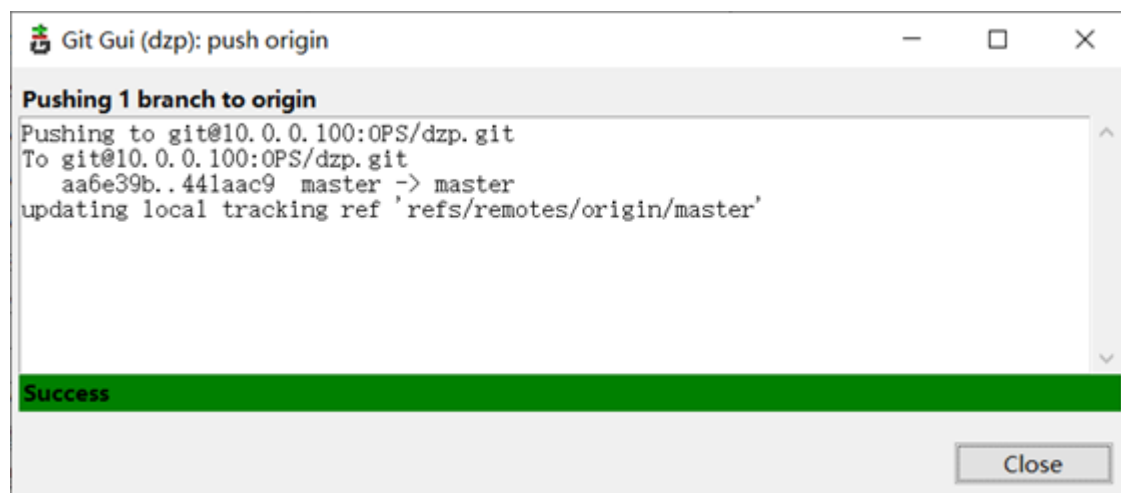 Git Gui (dzp): push origin
Pushing 1 branch to origin
Pushing to git@10.0.0.100:OPS/dzp.git
To git@10.0.0.100:OPS/dzp.git
   aa6e39b..441aac9  master -> master
updating local tracking ref 'refs/remotes/origin/master'
Success
Close